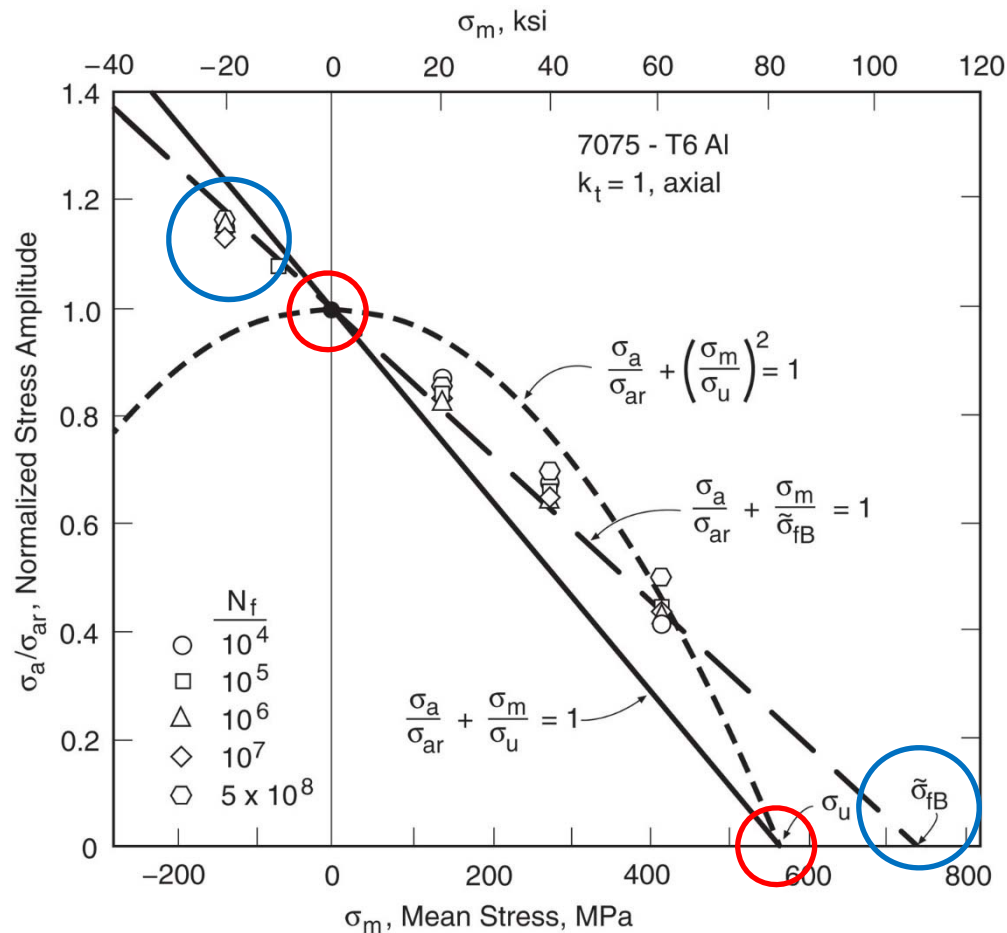 σm, ksi
−40 −20 0 20 40 60 80 100 120
1.4
1.2
1.0
0.8
0.6
0.4
0.2
0
σa/σar, Normalized Stress Amplitude
7075 - T6 Al
kt = 1, axial
σa/σar + (σm/σu)² = 1
σa/σar + σm/σ̃fB = 1
σa/σar + σm/σu = 1
Nf
10⁴
10⁵
10⁶
10⁷
5 x 10⁸
σu
σ̃fB
−200 0 200 400 600 800
σm, Mean Stress, MPa